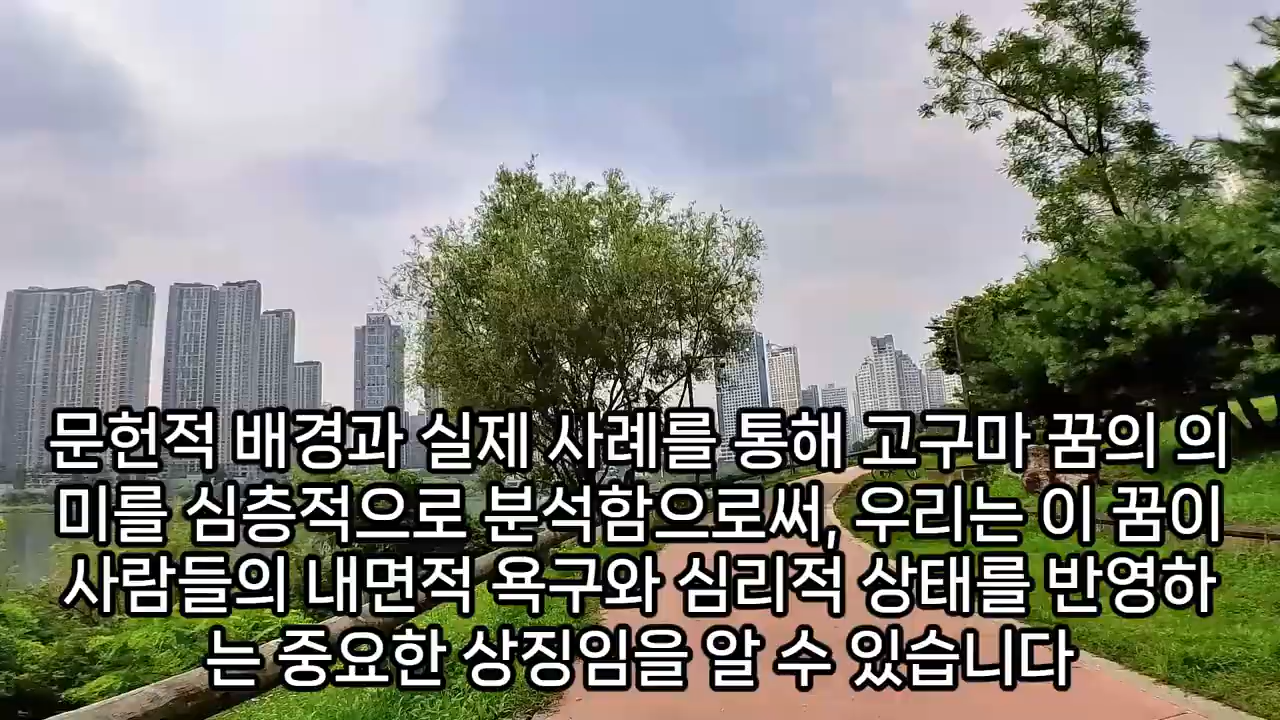 문헌적 배경과 실제 사례를 통해 고구마 꿈의 의
미를 심층적으로 분석함으로써, 우리는 이 꿈이
사람들의 내면적 욕구와 심리적 상태를 반영하
는 중요한 상징임을 알 수 있습니다